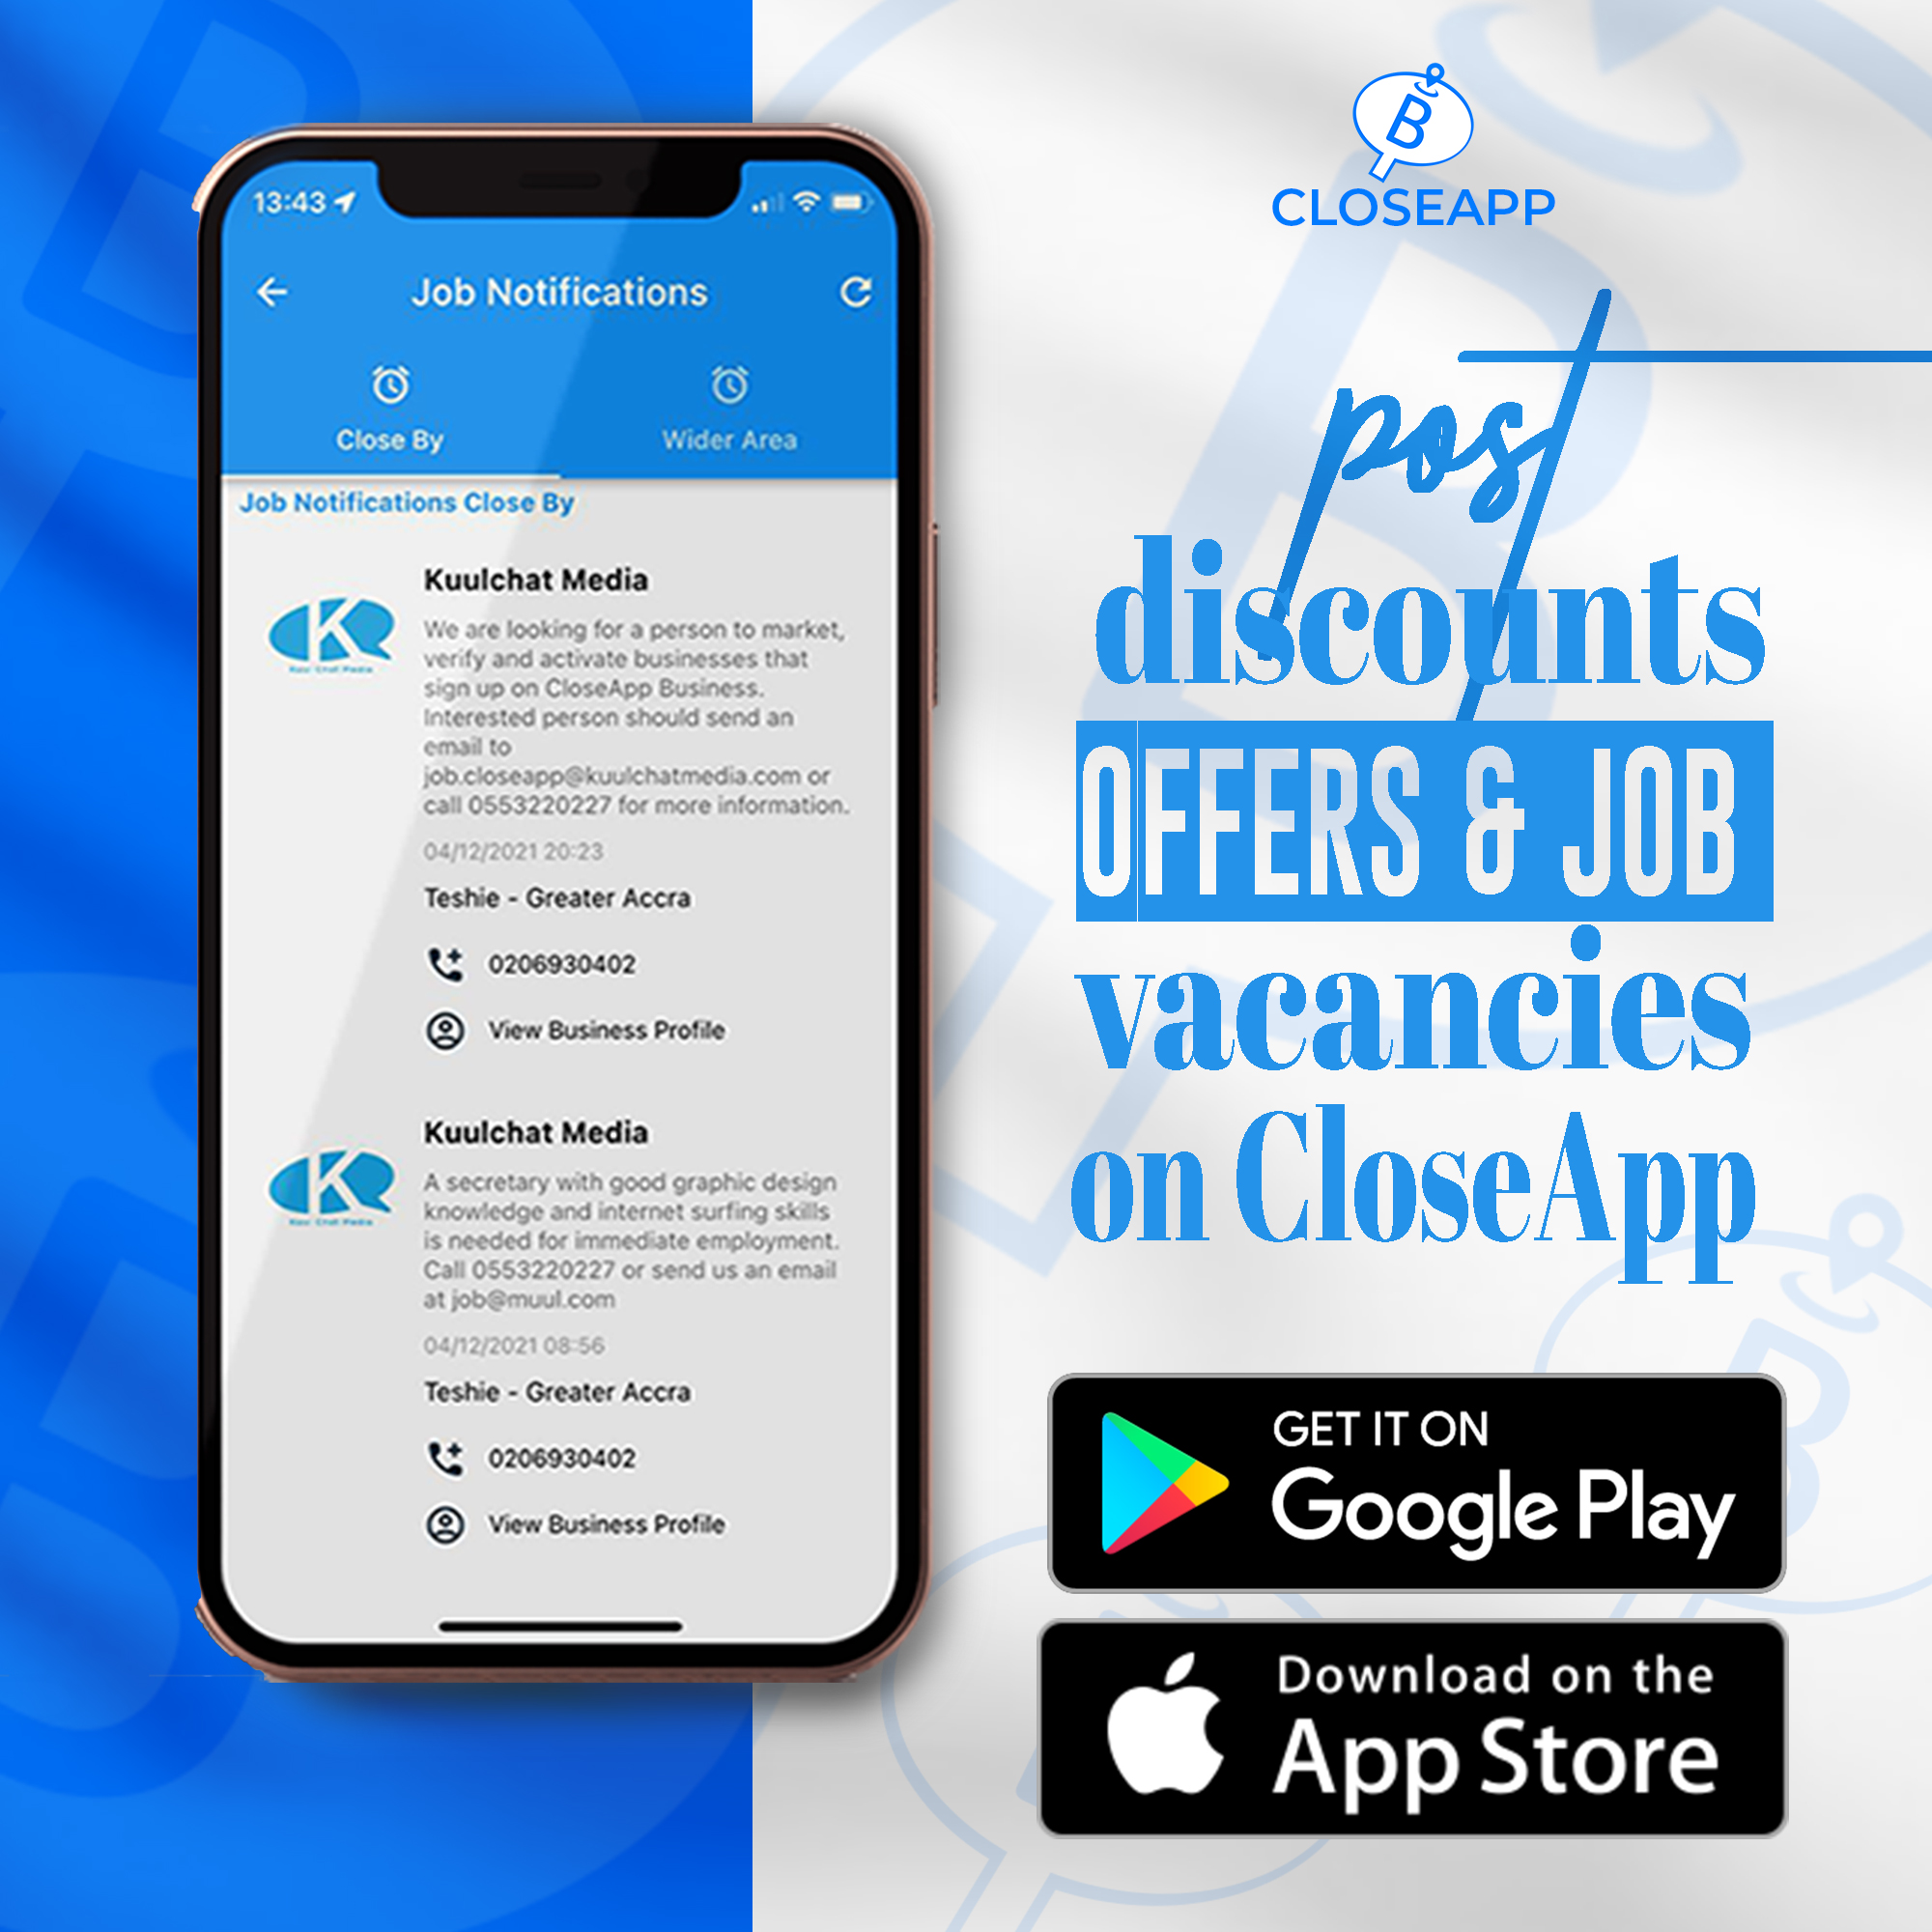 13:43
Job Notifications
Close By
Wider Area
Job Notifications Close By
Kuulchat Media
We are looking for a person to market,
verify and activate businesses that
sign up on CloseApp Business.
Interested person should send an
email to
job.closeapp@kuulchatmedia.com or
call 0553220227 for more information.
04/12/2021 20:23
Teshie - Greater Accra
0206930402
View Business Profile
K
Kuul Chat Media
Kuulchat Media
A secretary with good graphic design
knowledge and internet surfing skills
is needed for immediate employment.
Call 0553220227 or send us an email
at job@muul.com
04/12/2021 08:56
Teshie - Greater Accra
0206930402
View Business Profile
K
Kuul Chat Media
B
CLOSEAPP
post
discounts
OFFERS & JOB
vacancies
on CloseApp
GET IT ON
Google Play
Download on the
App Store